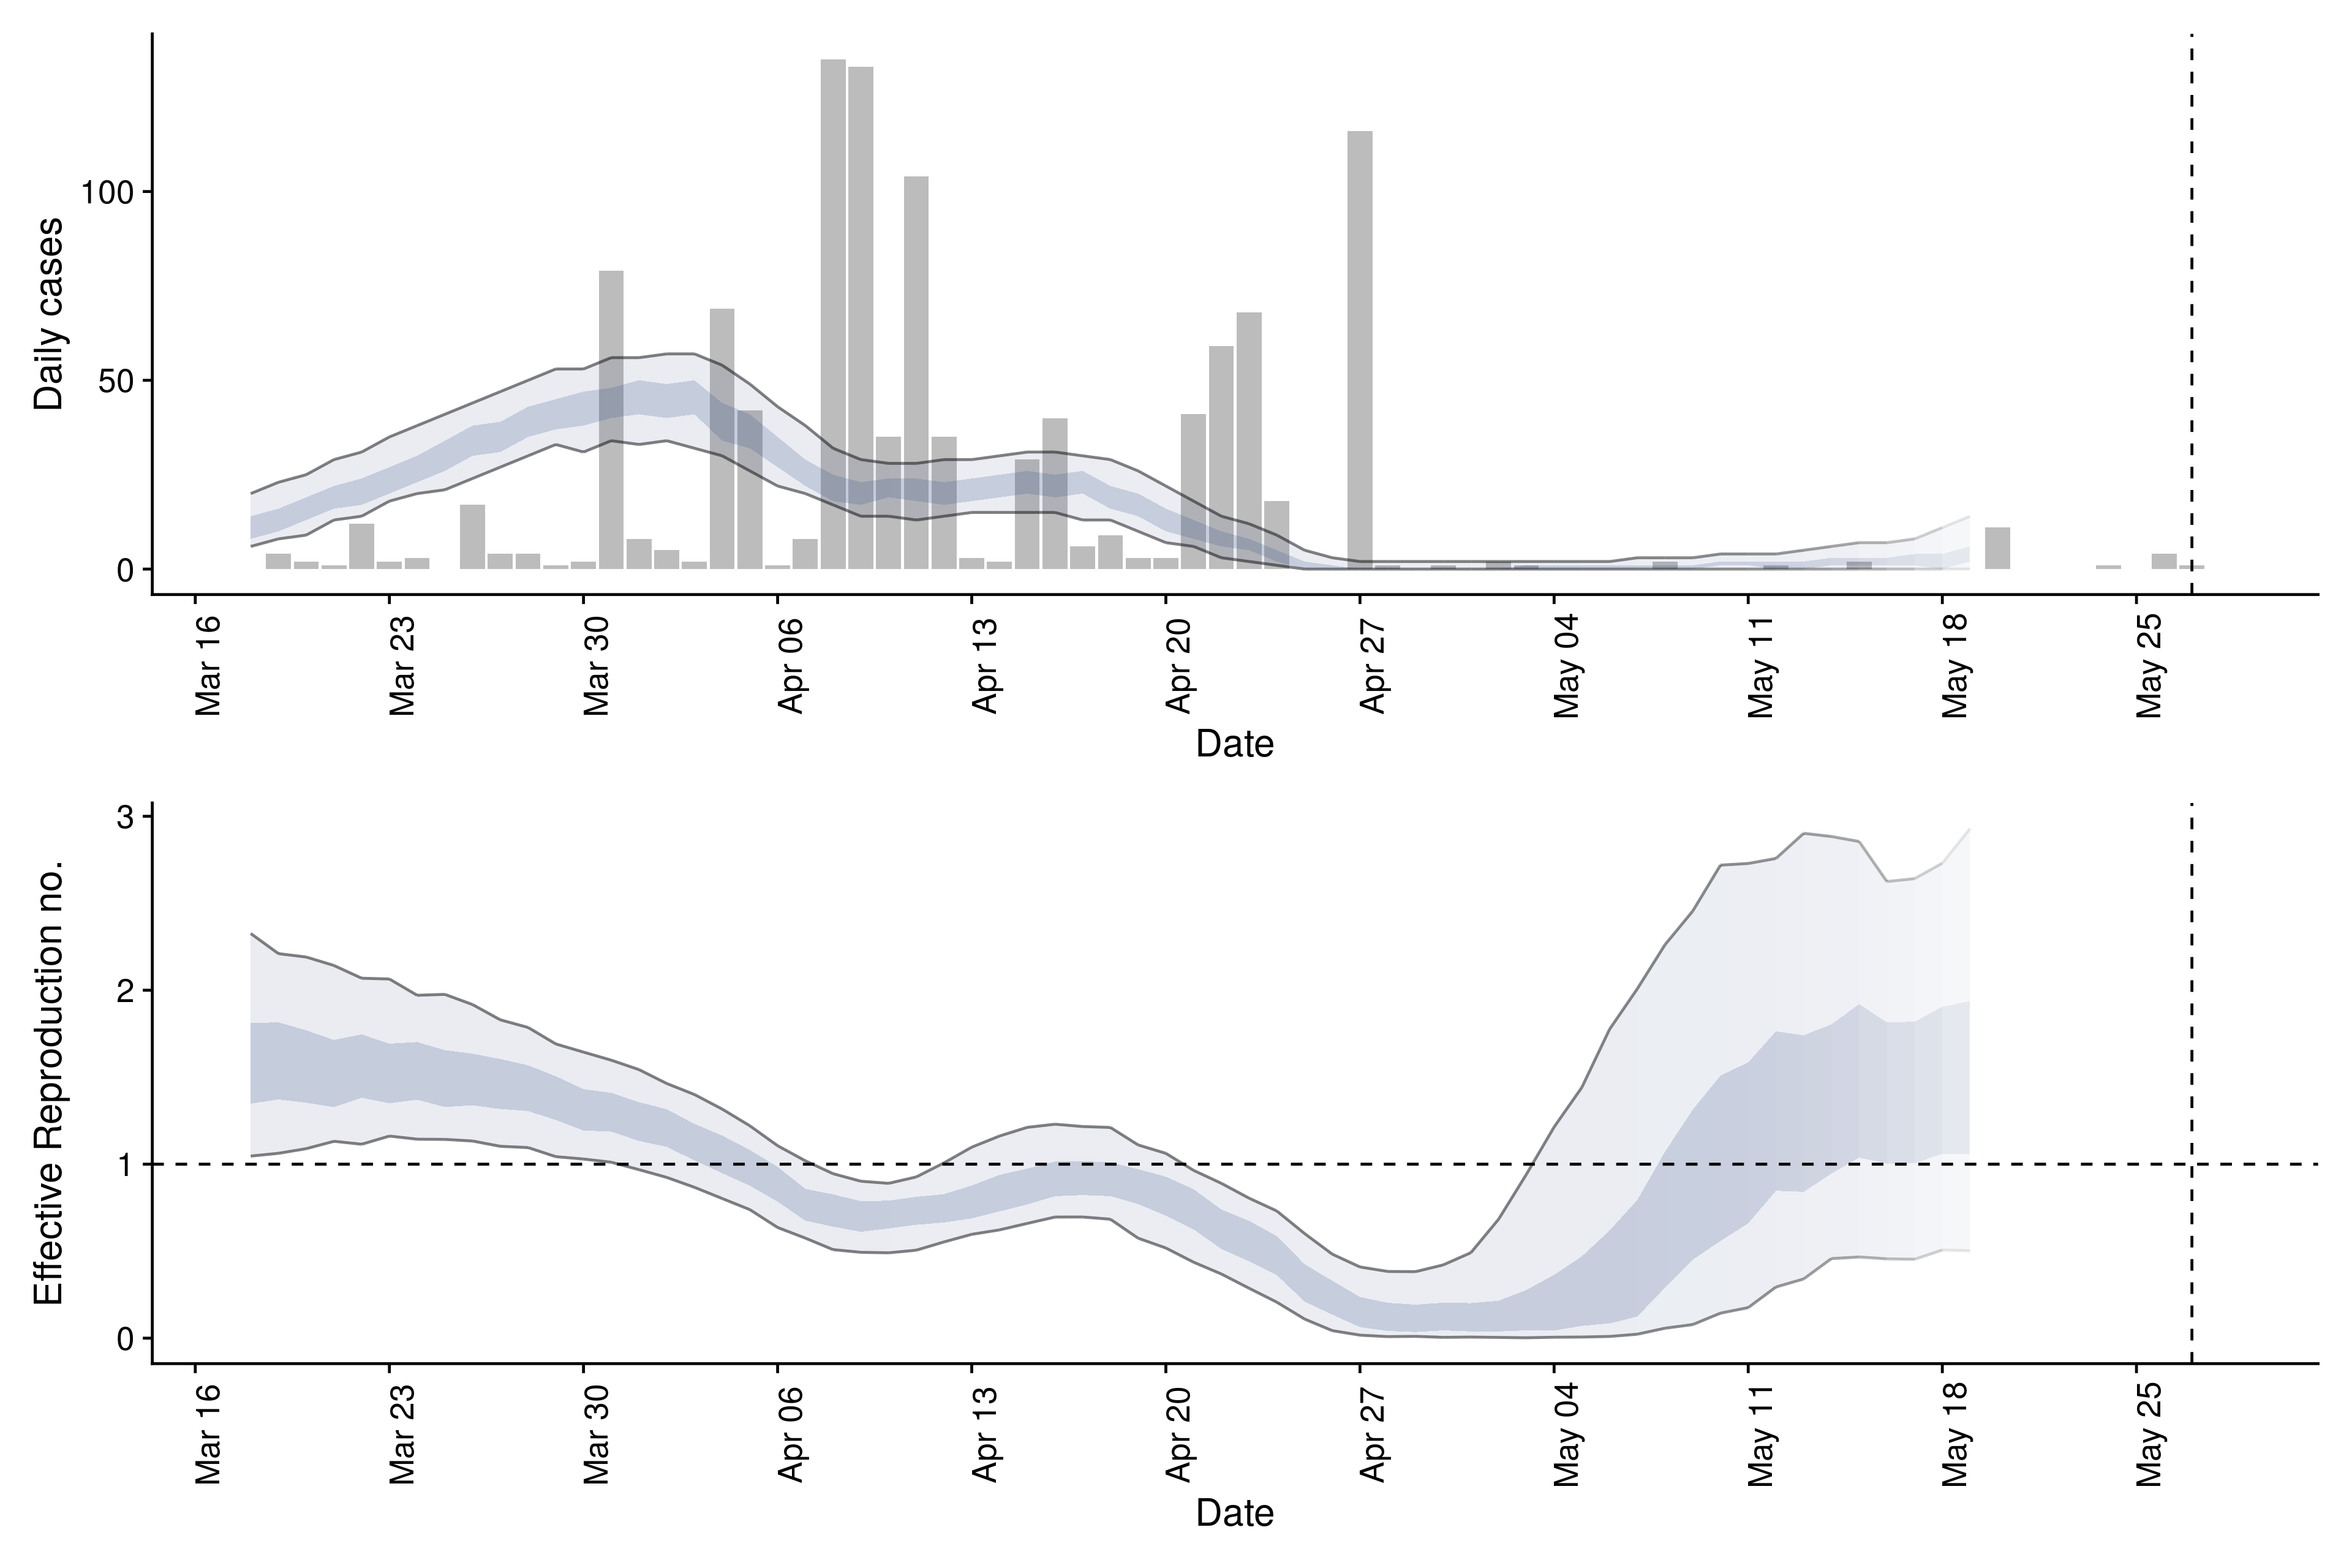 Daily cases
100
50
0
Mar 16
Mar 23
Mar 30
Apr 06
Apr 13
Apr 20
Apr 27
May 04
May 11
May 18
May 25
Date
Effective Reproduction no.
3
2
1
0
Mar 16
Mar 23
Mar 30
Apr 06
Apr 13
Apr 20
Apr 27
May 04
May 11
May 18
May 25
Date